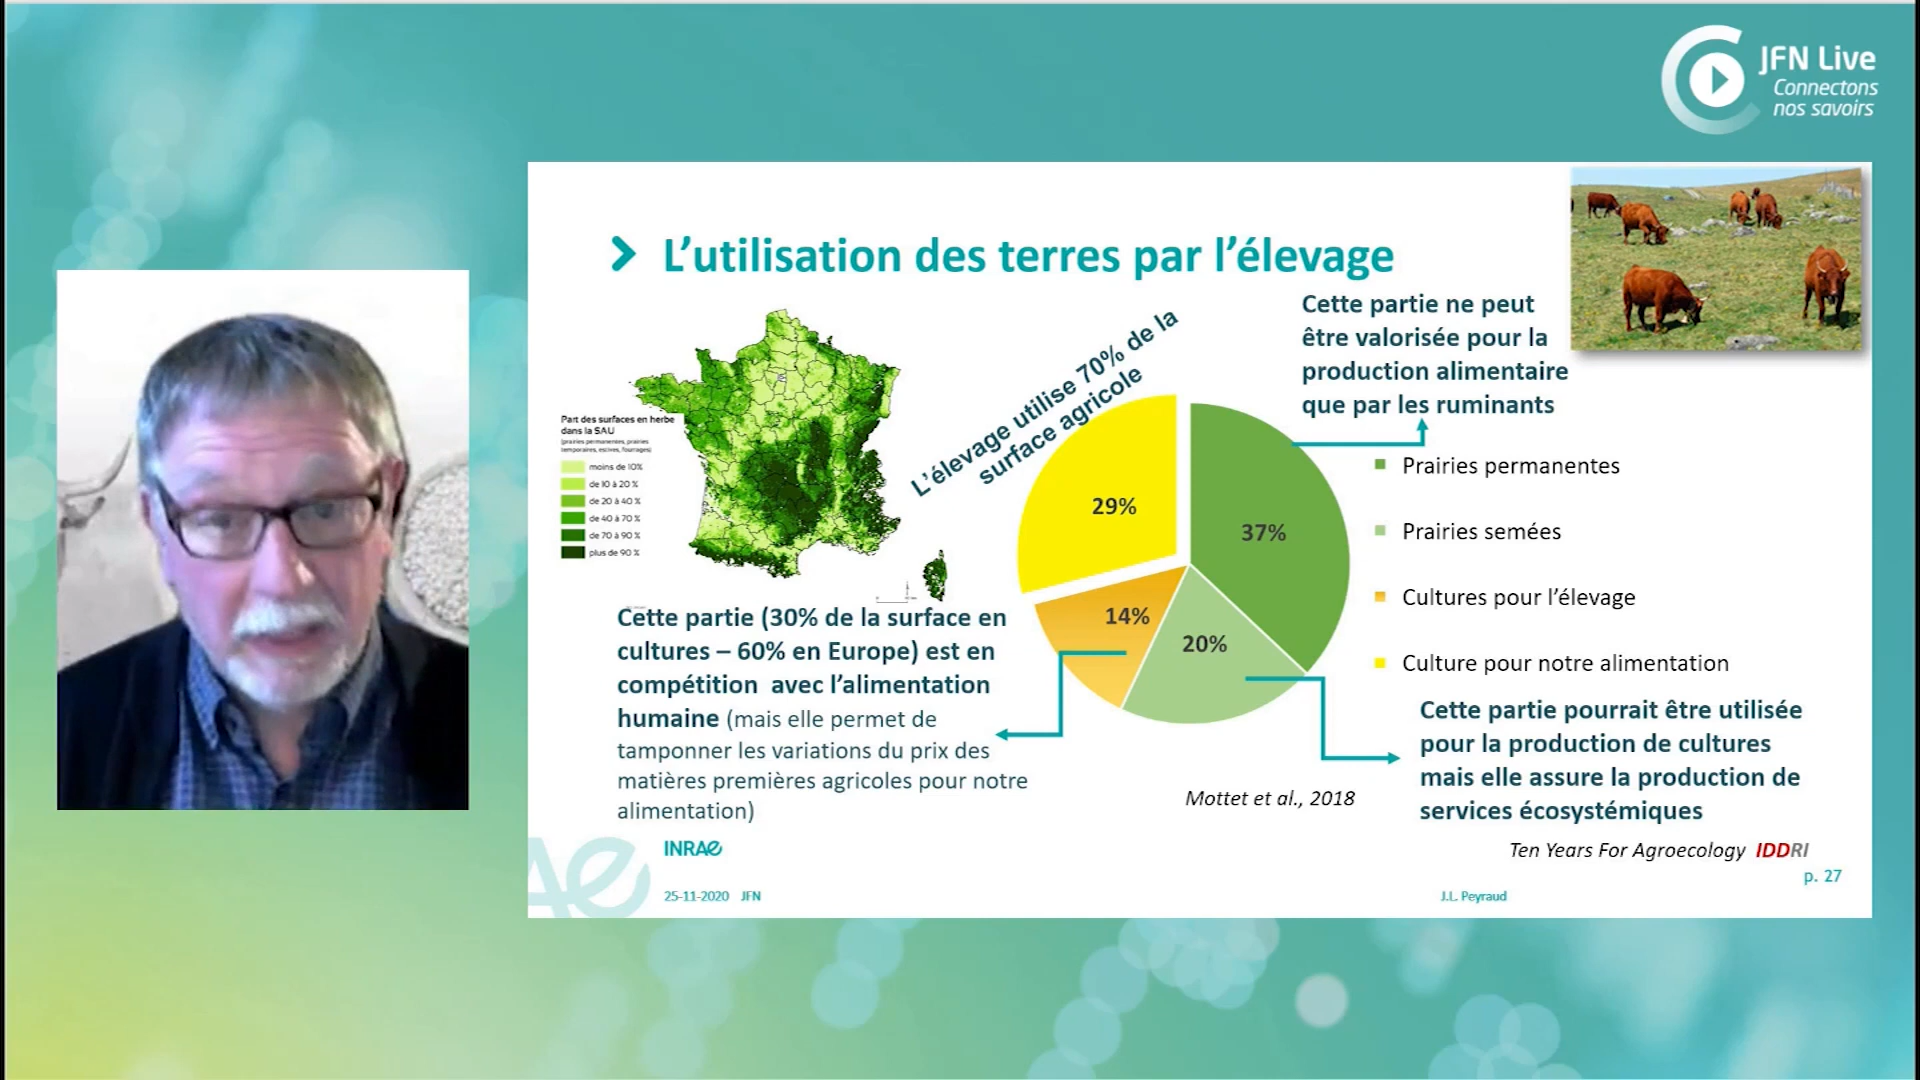 JFN Live
Connectons
nos savoirs
L'utilisation des terres par l'élevage
Part des surfaces en herbe
dans la SAU
(prairies permanentes, prairies
temporaires, estives, fourrages)
moins de 10%
de 10 à 20 %
de 20 à 40 %
de 40 à 70 %
de 70 à 90 %
plus de 90 %
L'élevage utilise 70% de la
surface agricole
Cette partie ne peut
être valorisée pour la
production alimentaire
que par les ruminants
37%
20%
14%
29%
Prairies permanentes
Prairies semées
Cultures pour l'élevage
Culture pour notre alimentation
Cette partie (30% de la surface en
cultures – 60% en Europe) est en
compétition avec l'alimentation
humaine (mais elle permet de
tamponner les variations du prix des
matières premières agricoles pour notre
alimentation)
Cette partie pourrait être utilisée
pour la production de cultures
mais elle assure la production de
services écosystémiques
Mottet et al., 2018
Ten Years For Agroecology IDDRI
INRAE
p. 27
25-11-2020 JFN
J.L. Peyraud